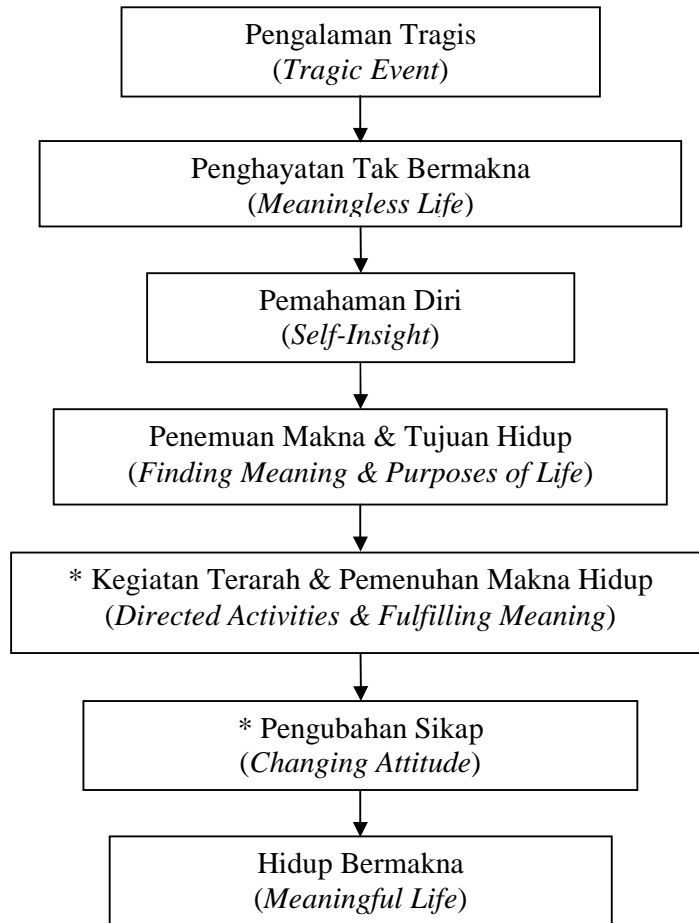 Pengalaman Tragis
(Tragic Event)
Penghayatan Tak Bermakna
(Meaningless Life)
Pemahaman Diri
(Self-Insight)
Penemuan Makna & Tujuan Hidup
(Finding Meaning & Purposes of Life)
* Kegiatan Terarah & Pemenuhan Makna Hidup
(Directed Activities & Fulfilling Meaning)
* Pengubahan Sikap
(Changing Attitude)
Hidup Bermakna
(Meaningful Life)